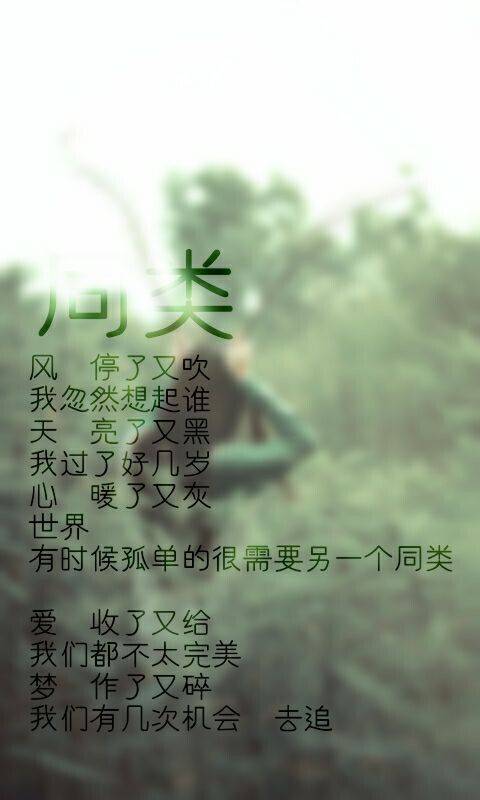 同类
风　停了又吹
我忽然想起谁
天　亮了又黑
我过了好几岁
心　暖了又灰
世界
有时候孤单的很需要另一个同类
爱　收了又给
我们都不太完美
梦　作了又碎
我们有几次机会　去追